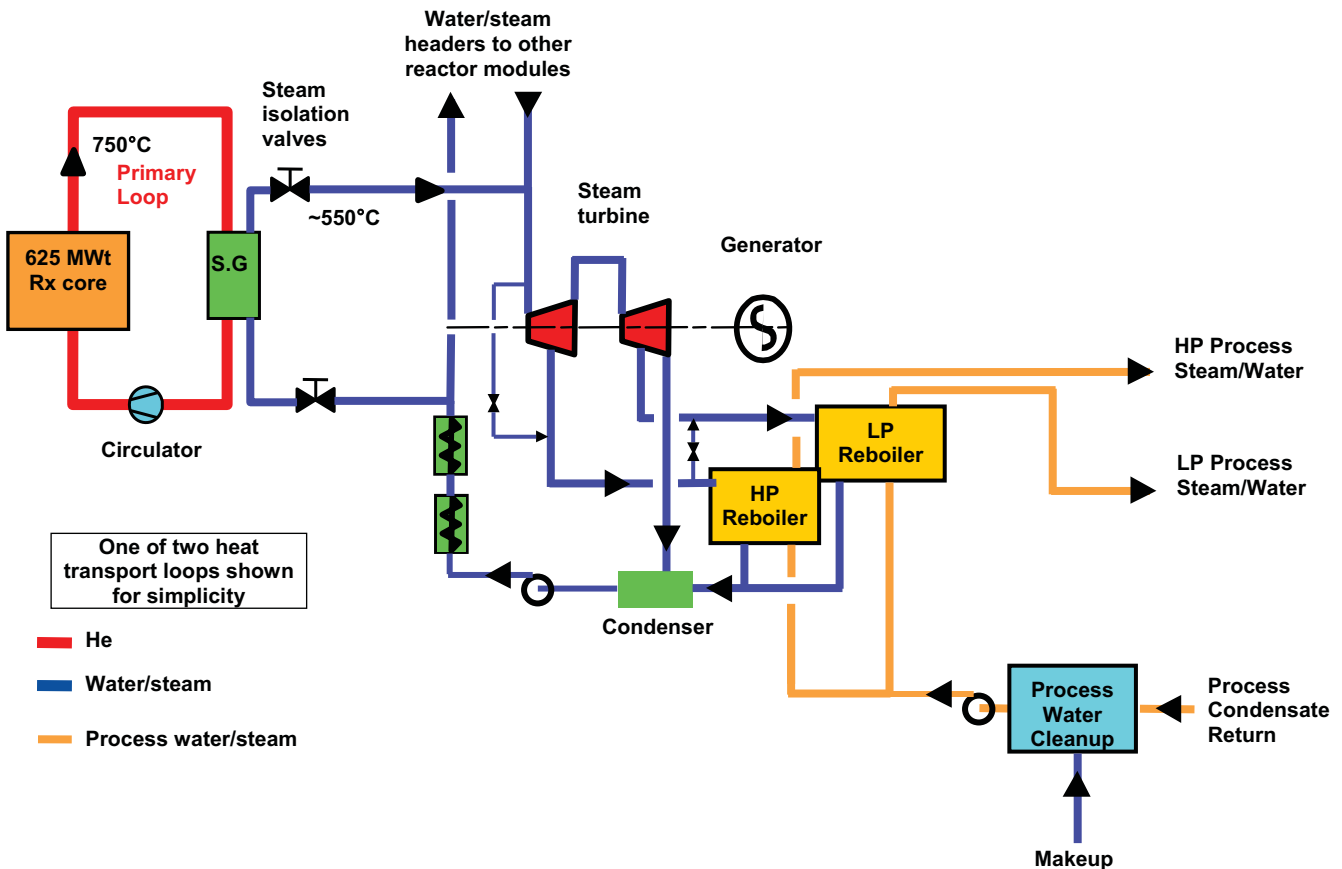 Water/steam
headers to other
reactor modules
Steam
isolation
valves
750°C
Primary
Loop
~550°C
Steam
turbine
Generator
625 MWt
Rx core
S.G
Circulator
HP Process
Steam/Water
LP
Reboiler
LP Process
Steam/Water
HP
Reboiler
One of two heat
transport loops shown
for simplicity
Condenser
He
Water/steam
Process water/steam
Process
Water
Cleanup
Process
Condensate
Return
Makeup